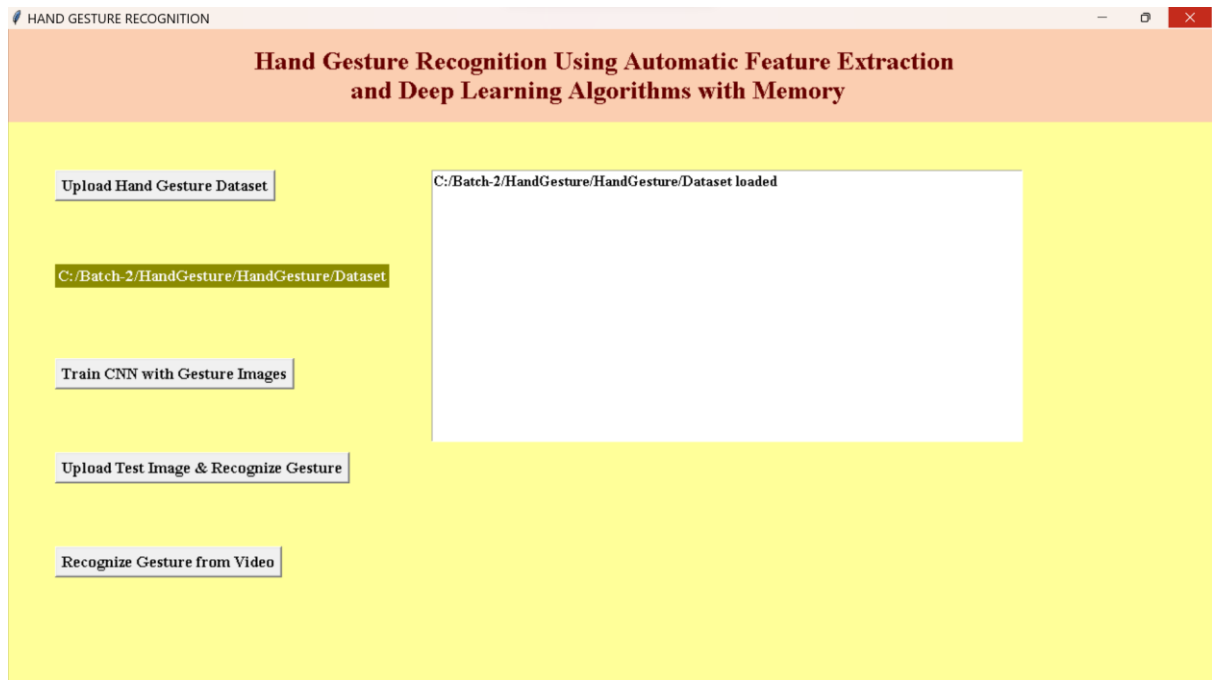 HAND GESTURE RECOGNITION
Hand Gesture Recognition Using Automatic Feature Extraction
and Deep Learning Algorithms with Memory
Upload Hand Gesture Dataset
C:/Batch-2/HandGesture/HandGesture/Dataset loaded
C:/Batch-2/HandGesture/HandGesture/Dataset
Train CNN with Gesture Images
Upload Test Image & Recognize Gesture
Recognize Gesture from Video